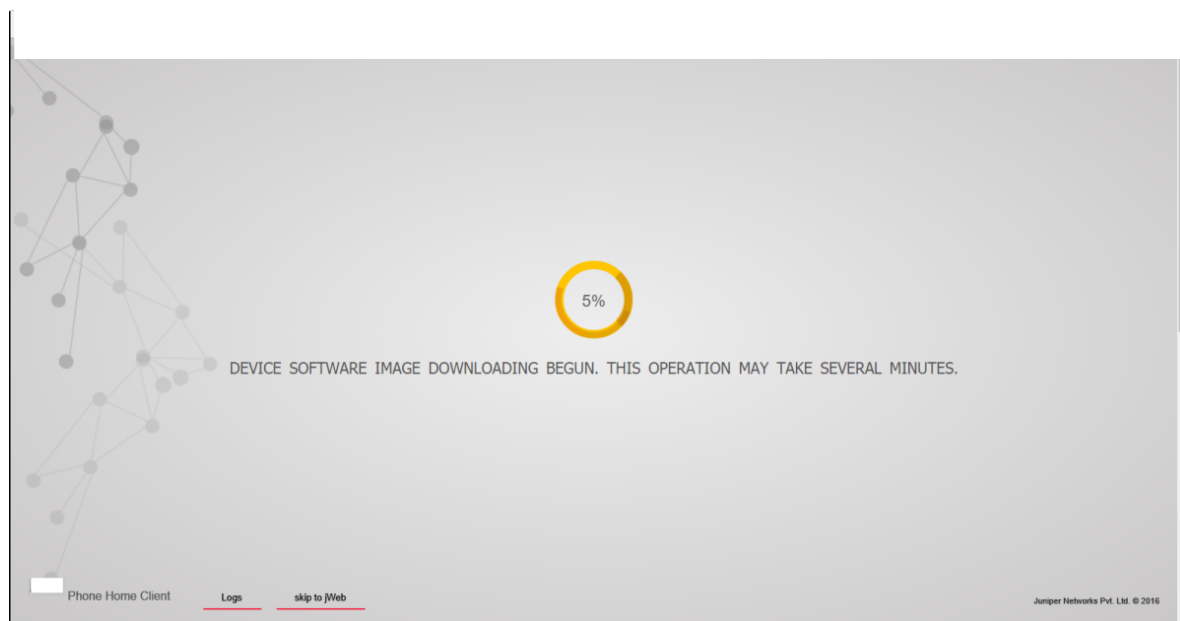 5%
DEVICE SOFTWARE IMAGE DOWNLOADING BEGUN. THIS OPERATION MAY TAKE SEVERAL MINUTES.
Phone Home Client Logs skip to jWeb Juniper Networks Pvt. Ltd. © 2016